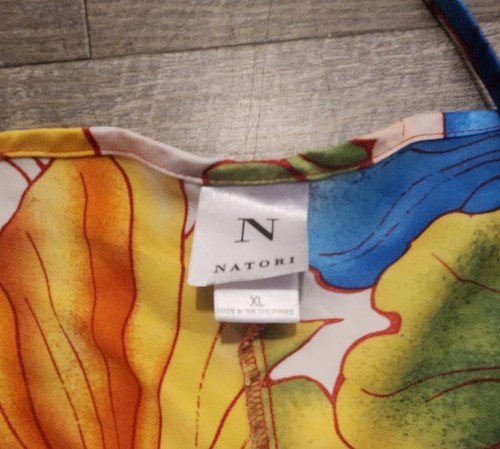 N
NATORI
XL
MADE IN THE PHILIPPINES